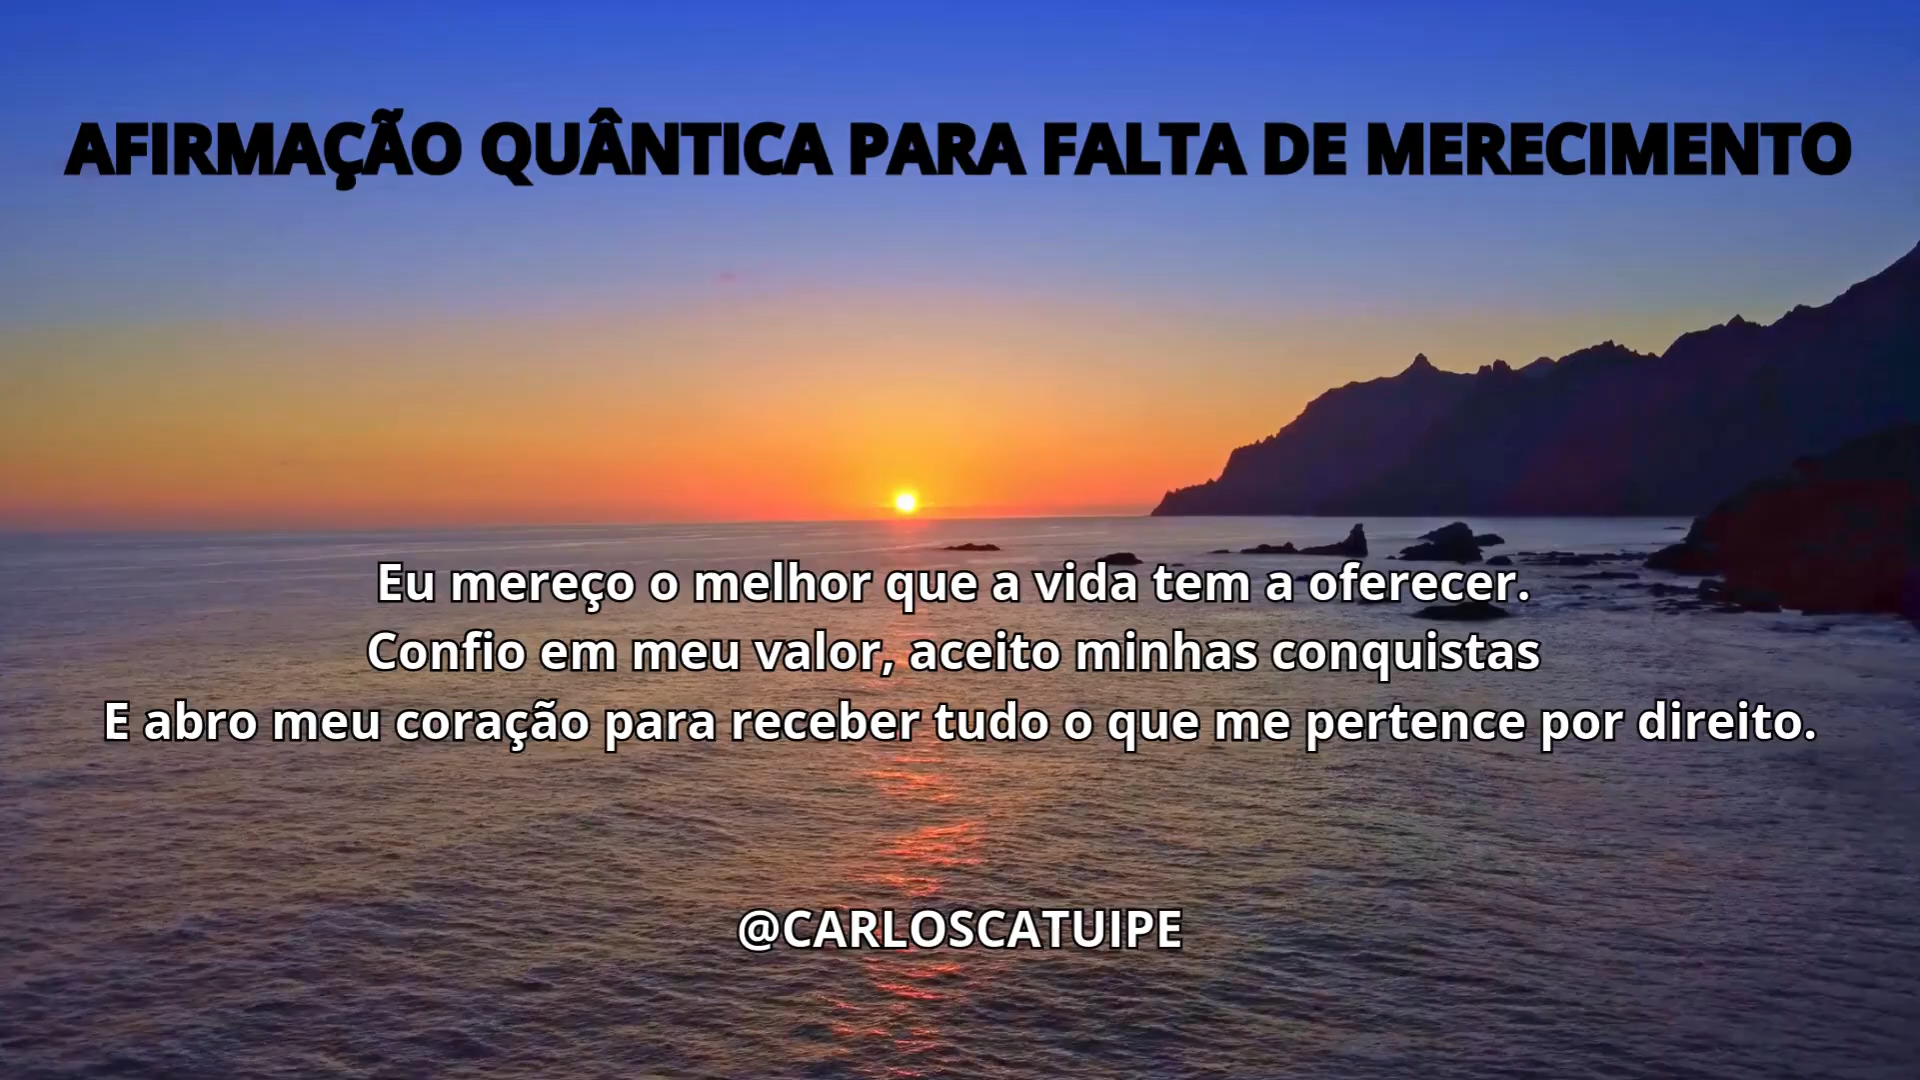 AFIRMAÇÃO QUÂNTICA PARA FALTA DE MERECIMENTO
Eu mereço o melhor que a vida tem a oferecer.
Confio em meu valor, aceito minhas conquistas
E abro meu coração para receber tudo o que me pertence por direito.
@CARLOSCATUIPE